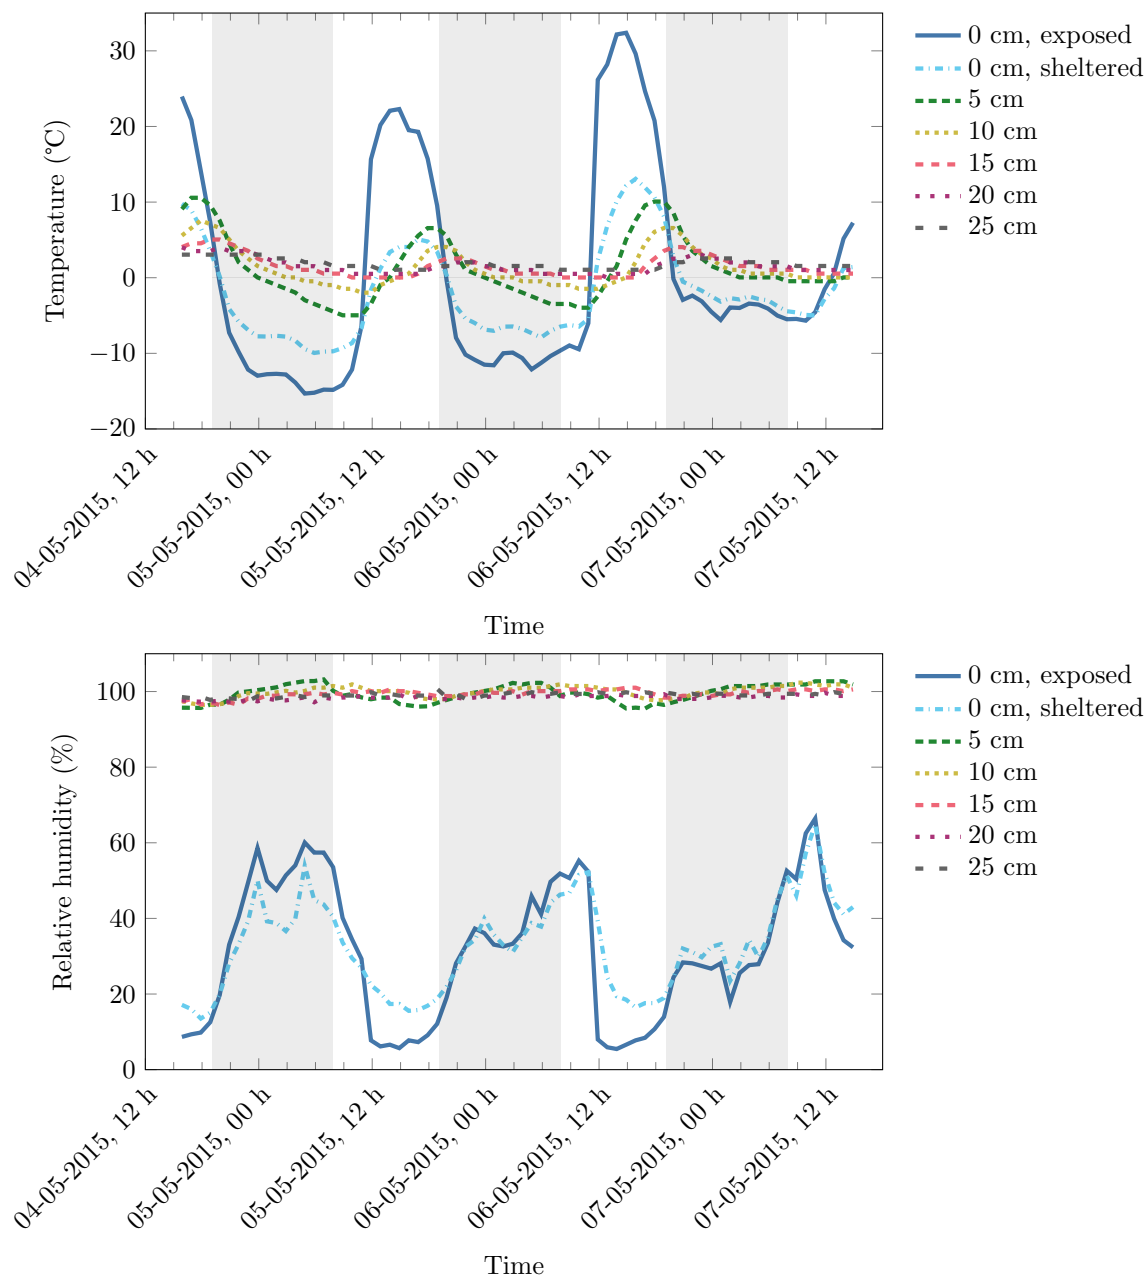 Temperature (°C)
30
20
10
0
−10
−20
04-05-2015, 12 h
05-05-2015, 00 h
05-05-2015, 12 h
06-05-2015, 00 h
06-05-2015, 12 h
07-05-2015, 00 h
07-05-2015, 12 h
Time
0 cm, exposed
0 cm, sheltered
5 cm
10 cm
15 cm
20 cm
25 cm
Relative humidity (%)
100
80
60
40
20
0
04-05-2015, 12 h
05-05-2015, 00 h
05-05-2015, 12 h
06-05-2015, 00 h
06-05-2015, 12 h
07-05-2015, 00 h
07-05-2015, 12 h
Time
0 cm, exposed
0 cm, sheltered
5 cm
10 cm
15 cm
20 cm
25 cm